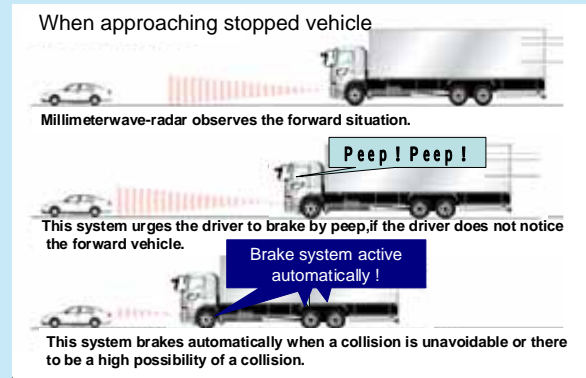 When approaching stopped vehicle
Millimeterwave-radar observes the forward situation.
Peep ! Peep !
This system urges the driver to brake by peep,if the driver does not notice
the forward vehicle.
Brake system active
automatically !
This system brakes automatically when a collision is unavoidable or there
to be a high possibility of a collision.